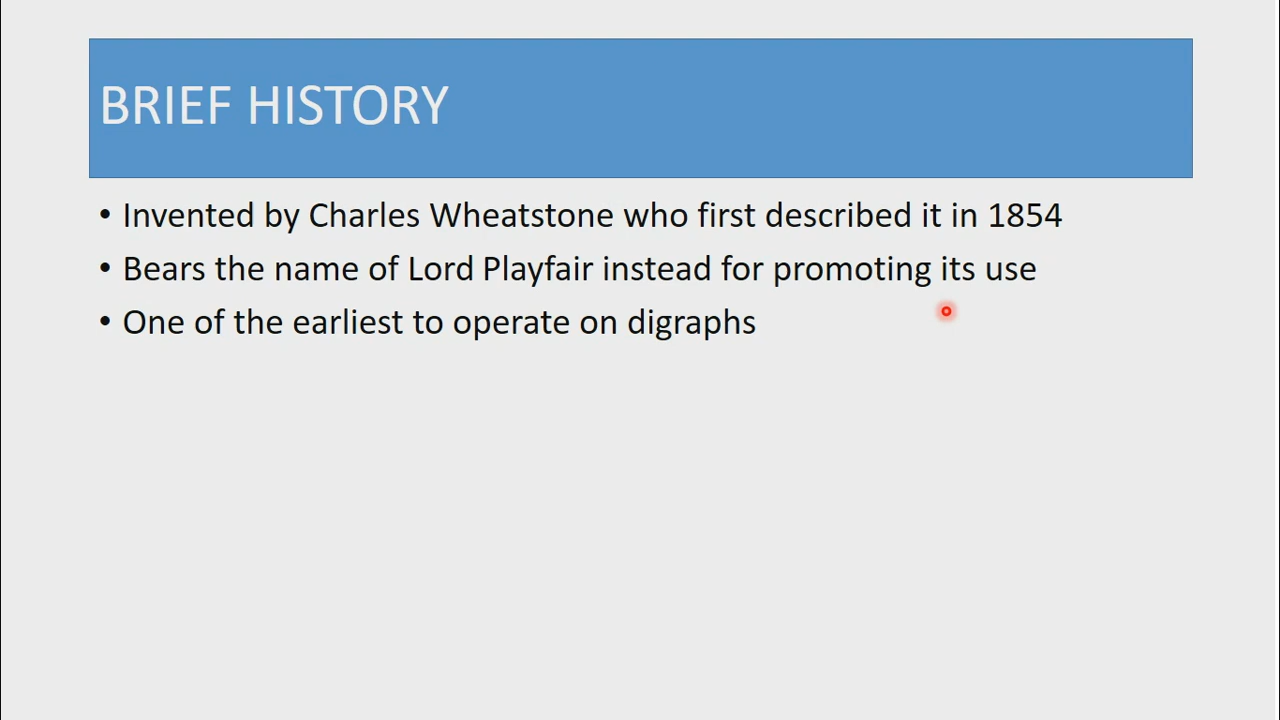 BRIEF HISTORY
• Invented by Charles Wheatstone who first described it in 1854
• Bears the name of Lord Playfair instead for promoting its use
• One of the earliest to operate on digraphs